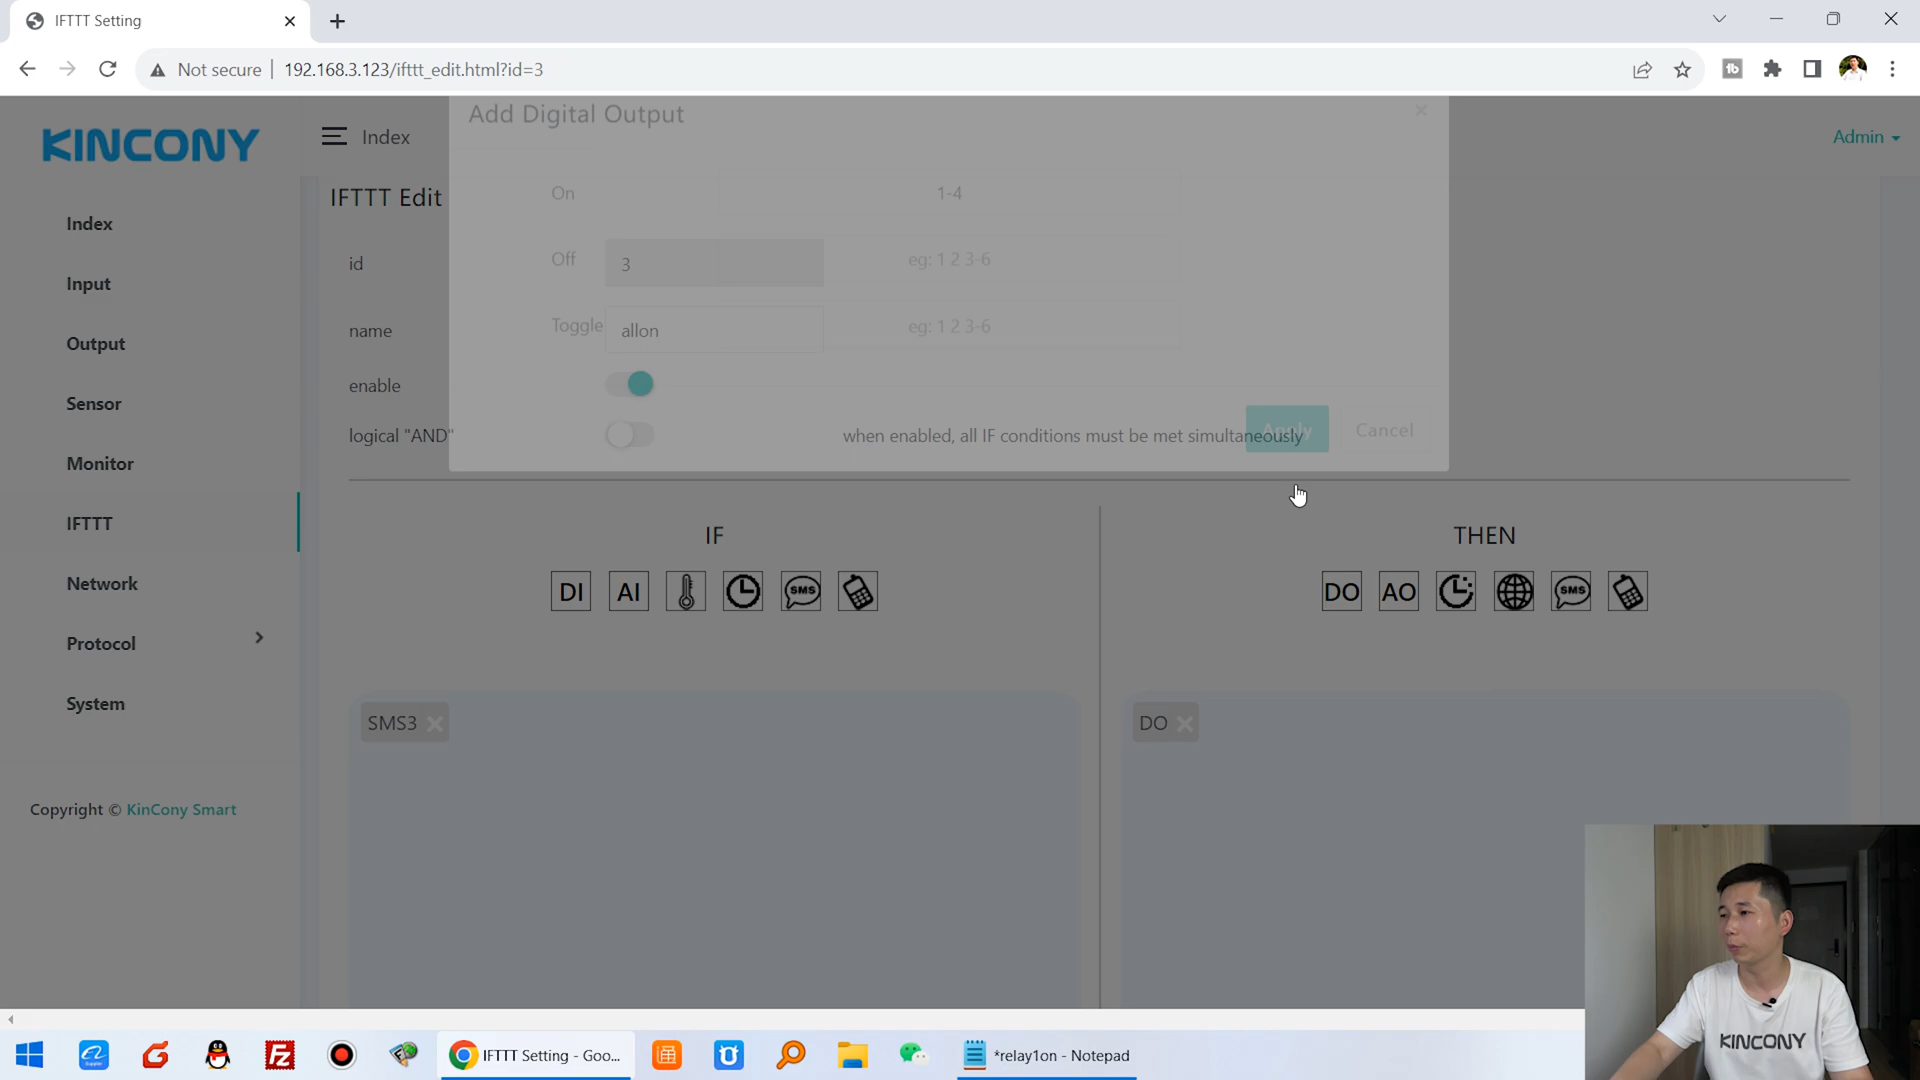 IFTTT Setting
Not secure 192.168.3.123/ifttt_edit.html?id=3
KINCONY
Index
Admin
Index
Input
Output
Sensor
Monitor
IFTTT
Network
Protocol
System
Copyright © KinCony Smart
Add Digital Output
On 1-4
Off eg: 1 2 3-6
Toggle eg: 1 2 3-6
Apply Cancel
IFTTT Edit
id 3
name allon
enable
logical "AND" when enabled, all IF conditions must be met simultaneously
IF
THEN
DI AI SMS
DO AO SMS
SMS3
DO
KINCONY
IFTTT Setting - Goo...
*relay1on - Notepad